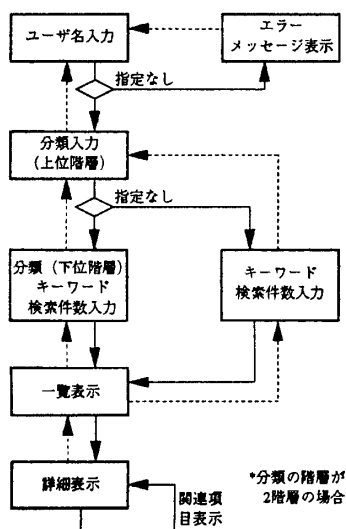 ユーザ名入力
エラー
メッセージ表示
指定なし
分類入力
(上位階層)
指定なし
分類（下位階層）
キーワード
検索件数入力
キーワード
検索件数入力
一覧表示
詳細表示
関連項
目表示
*分類の階層が
2階層の場合